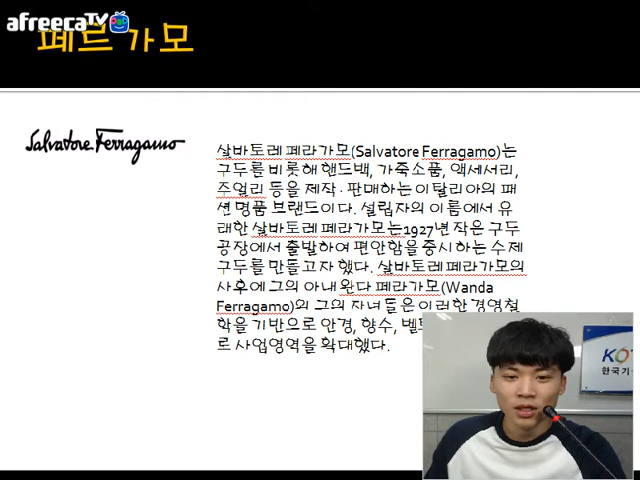 afreecaTV
페르가모
Salvatore Ferragamo
살바토레 페라가모(Salvatore Ferragamo)는
구두를 비롯해 핸드백, 가죽소품, 액세서리,
주얼리 등을 제작·판매하는 이탈리아의 패
션 명품 브랜드이다. 설립자의 이름에서 유
래한 살바토레 페라가모는 1927년 작은 구두
공장에서 출발하여 편안함을 중시하는 수제
구두를 만들고자 했다. 살바토레 페라가모의
사후에 그의 아내 완다 페라가모(Wanda
Ferragamo)와 그의 자녀들은 이러한 경영철
학을 기반으로 안경, 향수, 벨
르 사업영역을 확대했다.
KO
한국기